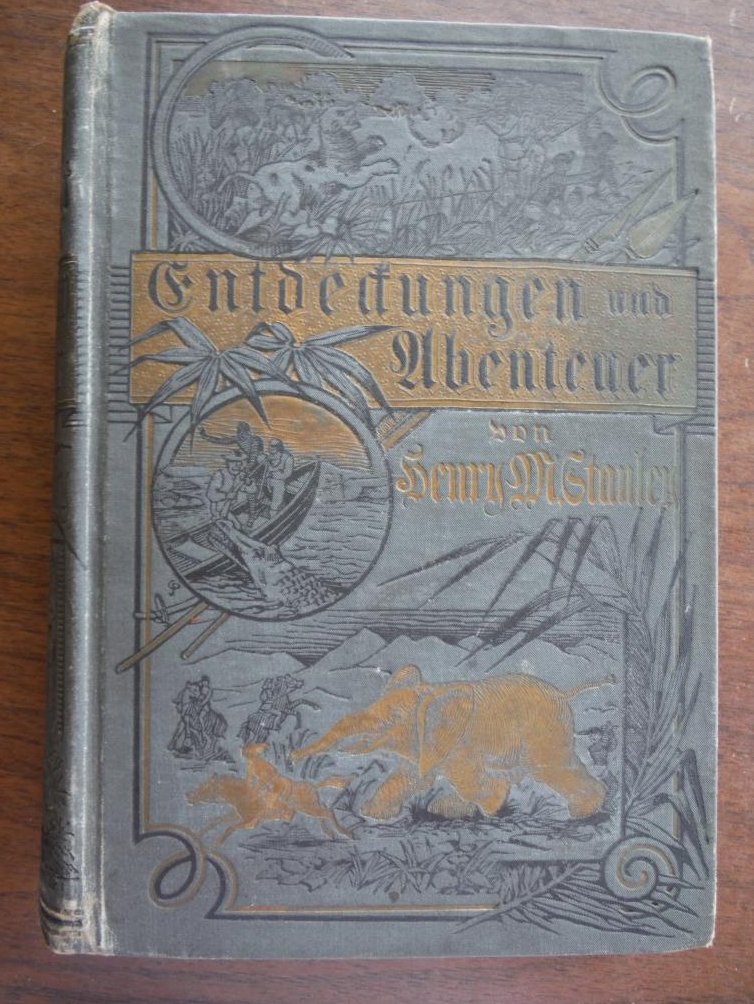 Entdeckungen und
Abenteuer
von
Henry M. Stanley